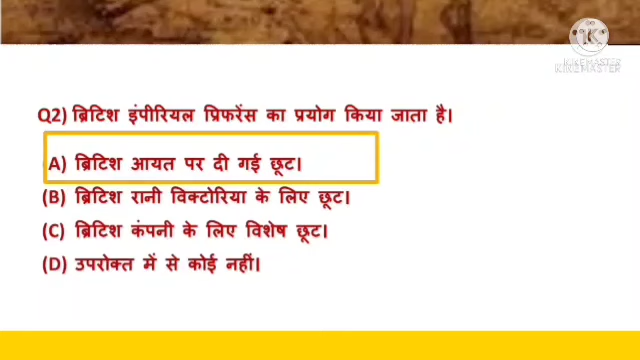 KINEMASTER
Q2) ब्रिटिश इंपीरियल प्रिफरेंस का प्रयोग किया जाता है।
A) ब्रिटिश आयत पर दी गई छूट।
(B) ब्रिटिश रानी विक्टोरिया के लिए छूट।
(C) ब्रिटिश कंपनी के लिए विशेष छूट।
(D) उपरोक्त में से कोई नहीं।